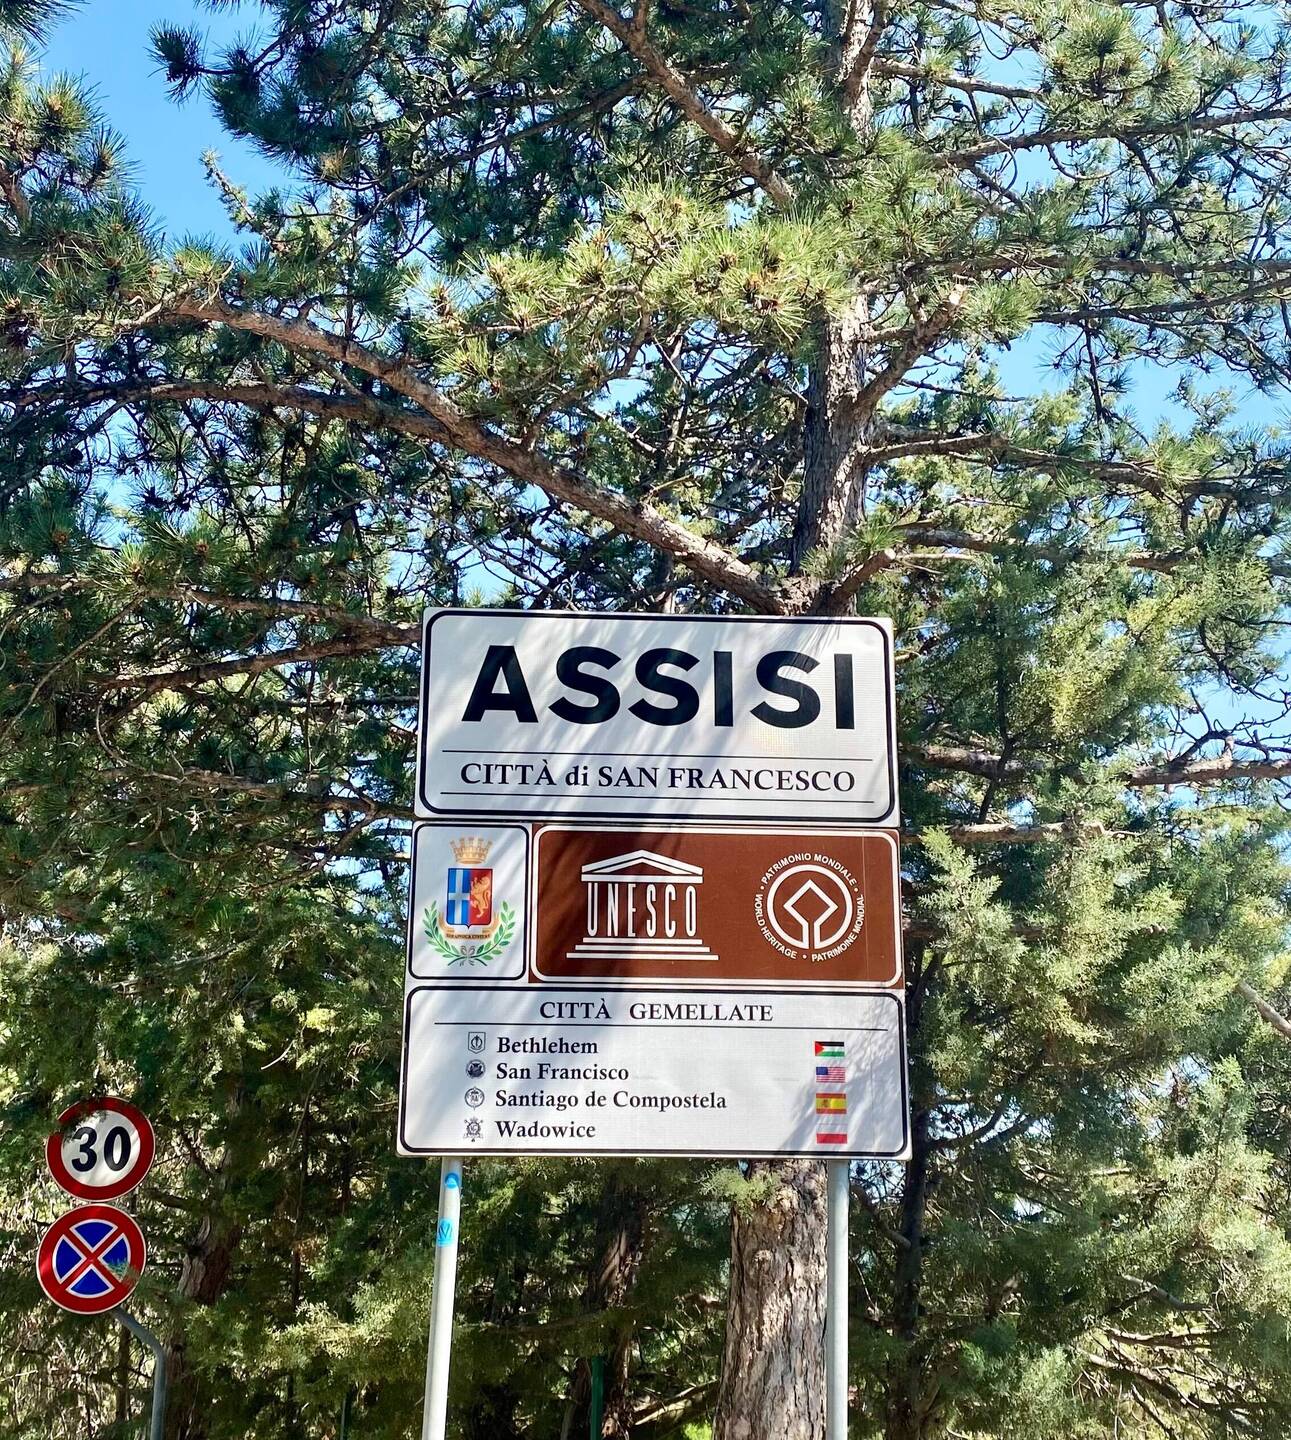 ASSISI
CITTÀ di SAN FRANCESCO
UNESCO
PATRIMONIO MONDIALE • WORLD HERITAGE • PATRIMOINE MONDIAL
CITTÀ GEMELLATE
Bethlehem
San Francisco
Santiago de Compostela
Wadowice
30